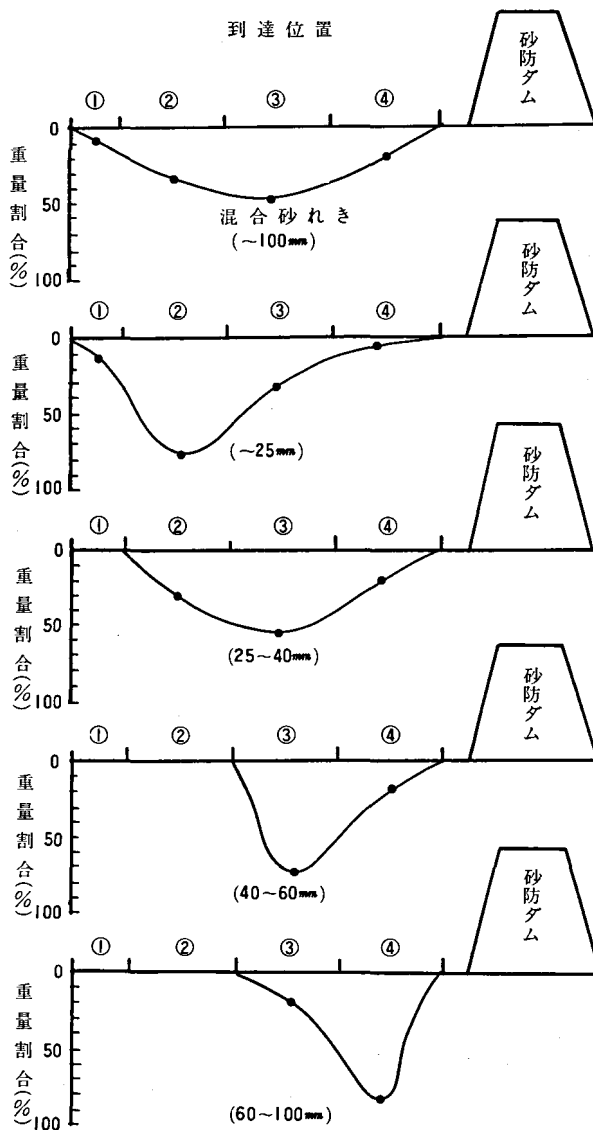 到達位置
① ② ③ ④
砂防ダム
重量割合(%)
0
50
100
混合砂れき
(~100mm)
① ② ③ ④
砂防ダム
0
50
100
(~25mm)
① ② ③ ④
砂防ダム
重量割合(%)
0
50
100
(25~40mm)
① ② ③ ④
砂防ダム
重量割合(%)
0
50
100
(40~60mm)
① ② ③ ④
砂防ダム
重量割合(%)
0
50
100
(60~100mm)